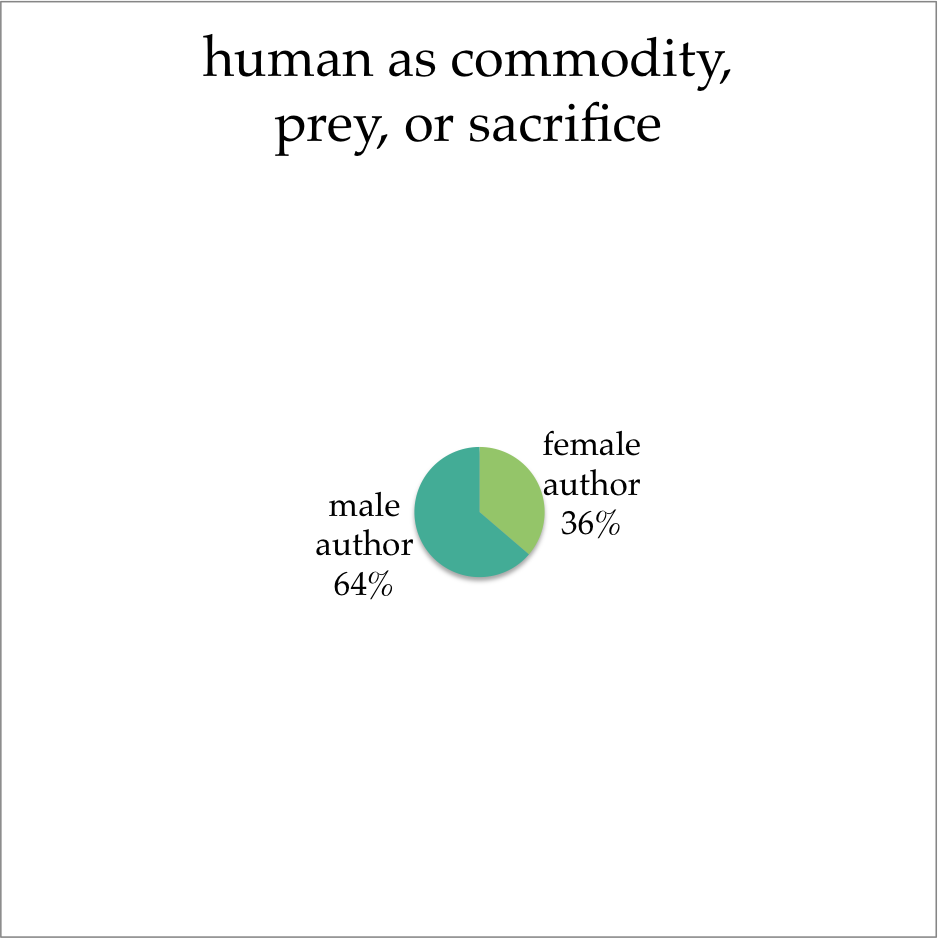 human as commodity,
prey, or sacrifice
female
author
36%
male
author
64%